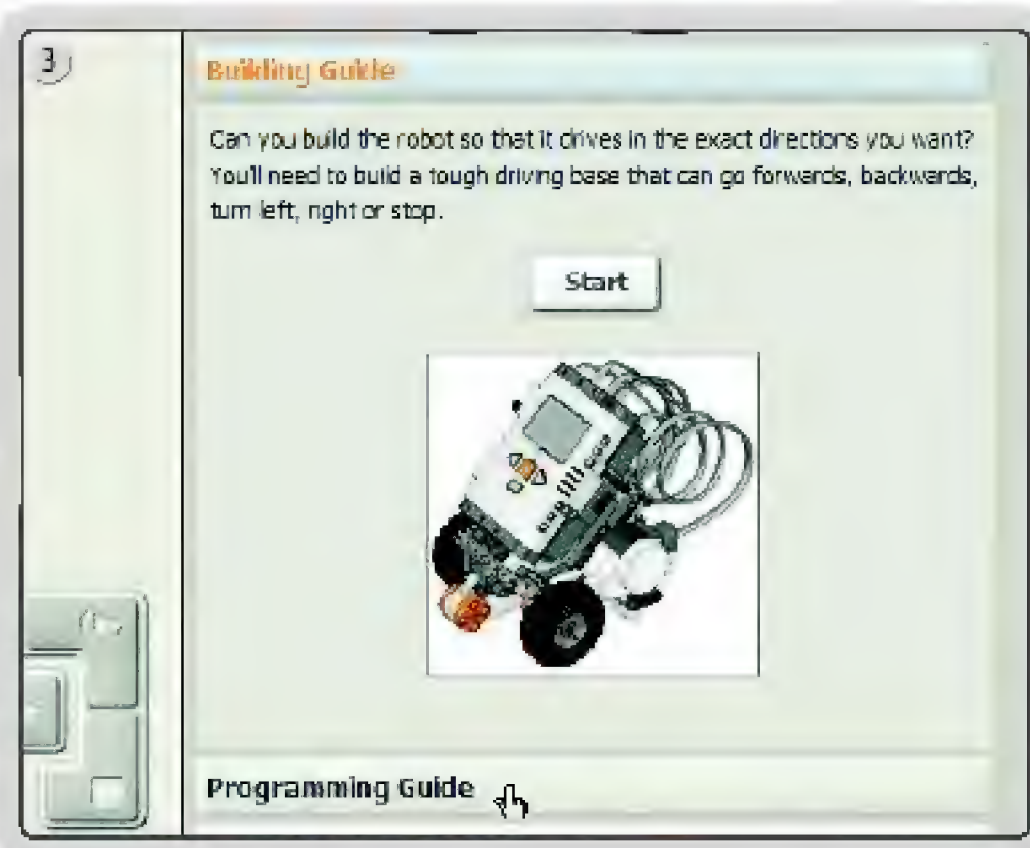 3
Building Guide
Can you build the robot so that it drives in the exact directions you want?
You'll need to build a tough driving base that can go forwards, backwards,
turn left, right or stop.
Start
Programming Guide